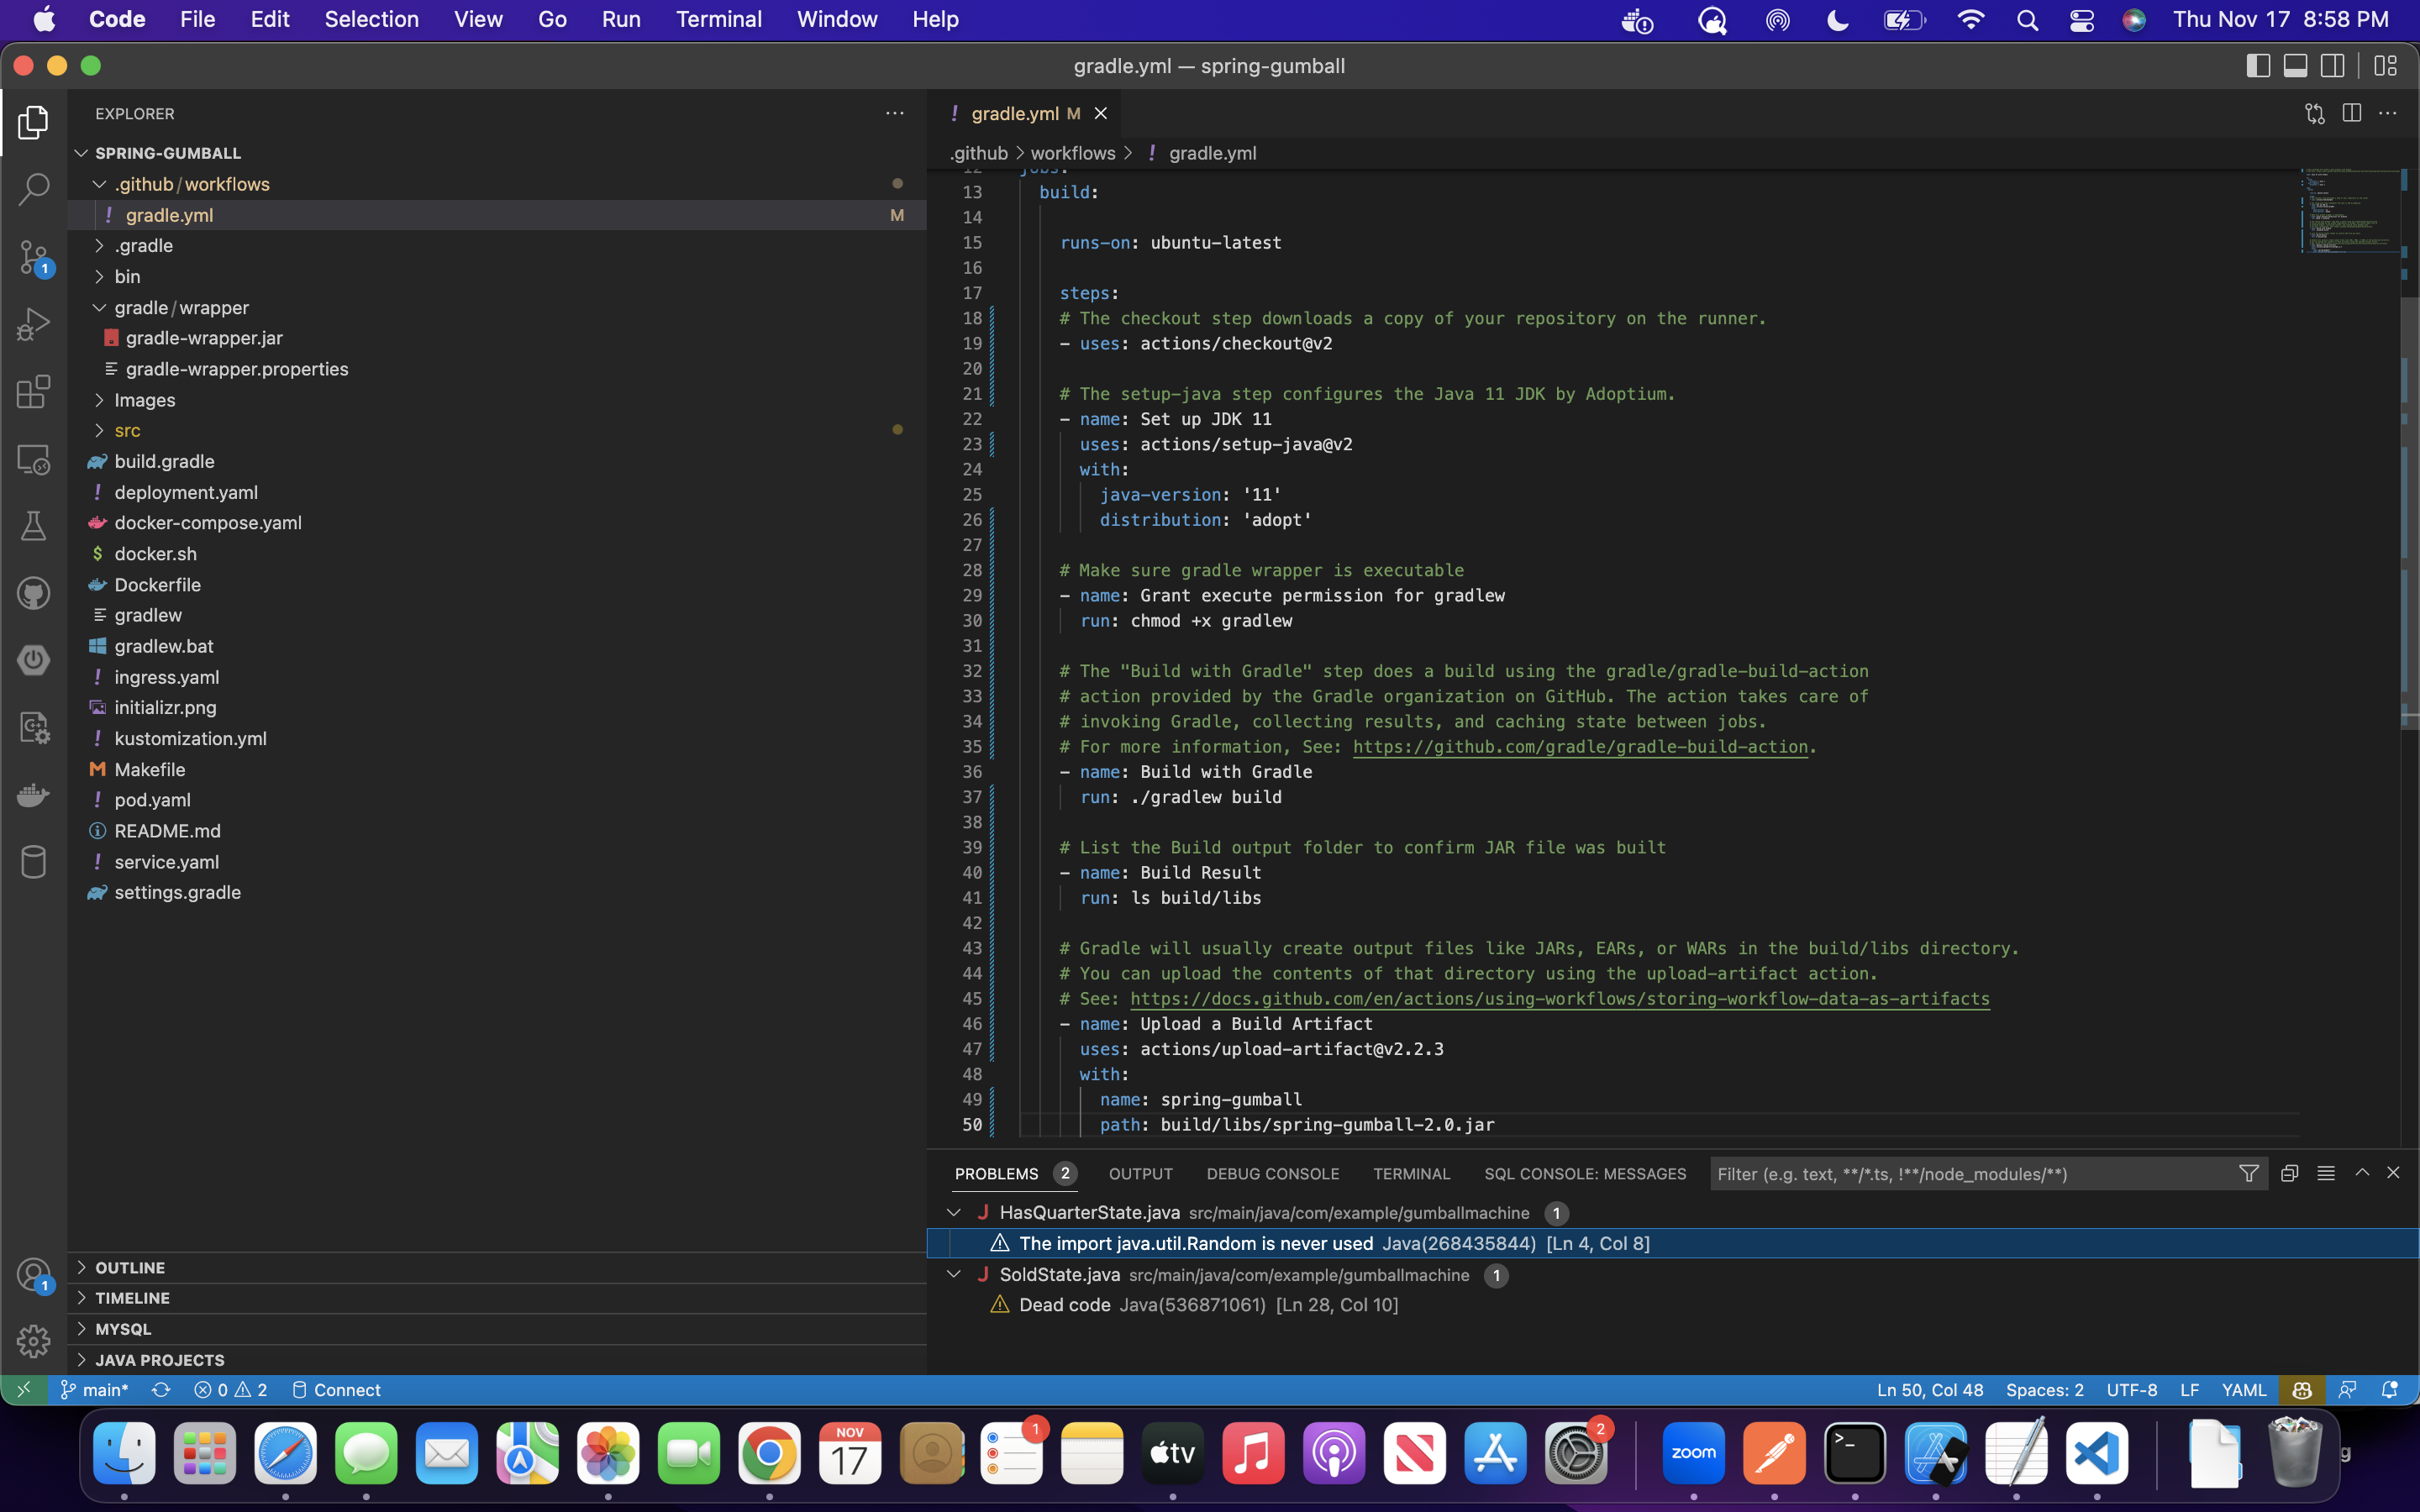 Code File Edit Selection View Go Run Terminal Window Help Thu Nov 17 8:58 PM
gradle.yml — spring-gumball
EXPLORER
SPRING-GUMBALL
.github/workflows
gradle.yml M
.gradle
bin
gradle/wrapper
gradle-wrapper.jar
gradle-wrapper.properties
Images
src
build.gradle
deployment.yaml
docker-compose.yaml
$ docker.sh
Dockerfile
gradlew
gradlew.bat
! ingress.yaml
initializr.png
! kustomization.yml
M Makefile
! pod.yaml
README.md
! service.yaml
settings.gradle
OUTLINE
TIMELINE
MYSQL
JAVA PROJECTS
! gradle.yml M
.github > workflows > ! gradle.yml
12 jobs:
13 build:
14
15 runs-on: ubuntu-latest
16
17 steps:
18 # The checkout step downloads a copy of your repository on the runner.
19 - uses: actions/checkout@v2
20
21 # The setup-java step configures the Java 11 JDK by Adoptium.
22 - name: Set up JDK 11
23 uses: actions/setup-java@v2
24 with:
25 java-version: '11'
26 distribution: 'adopt'
27
28 # Make sure gradle wrapper is executable
29 - name: Grant execute permission for gradlew
30 run: chmod +x gradlew
31
32 # The "Build with Gradle" step does a build using the gradle/gradle-build-action
33 # action provided by the Gradle organization on GitHub. The action takes care of
34 # invoking Gradle, collecting results, and caching state between jobs.
35 # For more information, See: https://github.com/gradle/gradle-build-action.
36 - name: Build with Gradle
37 run: ./gradlew build
38
39 # List the Build output folder to confirm JAR file was built
40 - name: Build Result
41 run: ls build/libs
42
43 # Gradle will usually create output files like JARs, EARs, or WARs in the build/libs directory.
44 # You can upload the contents of that directory using the upload-artifact action.
45 # See: https://docs.github.com/en/actions/using-workflows/storing-workflow-data-as-artifacts
46 - name: Upload a Build Artifact
47 uses: actions/upload-artifact@v2.2.3
48 with:
49 name: spring-gumball
50 path: build/libs/spring-gumball-2.0.jar
PROBLEMS 2 OUTPUT DEBUG CONSOLE TERMINAL SQL CONSOLE: MESSAGES Filter (e.g. text, **/*.ts, !**/node_modules/**)
J HasQuarterState.java src/main/java/com/example/gumballmachine 1
The import java.util.Random is never used Java(268435844) [Ln 4, Col 8]
J SoldState.java src/main/java/com/example/gumballmachine 1
Dead code Java(536871061) [Ln 28, Col 10]
main* 0 2 Connect Ln 50, Col 48 Spaces: 2 UTF-8 LF YAML
NOV
17
1
tv
2
zoom
>_